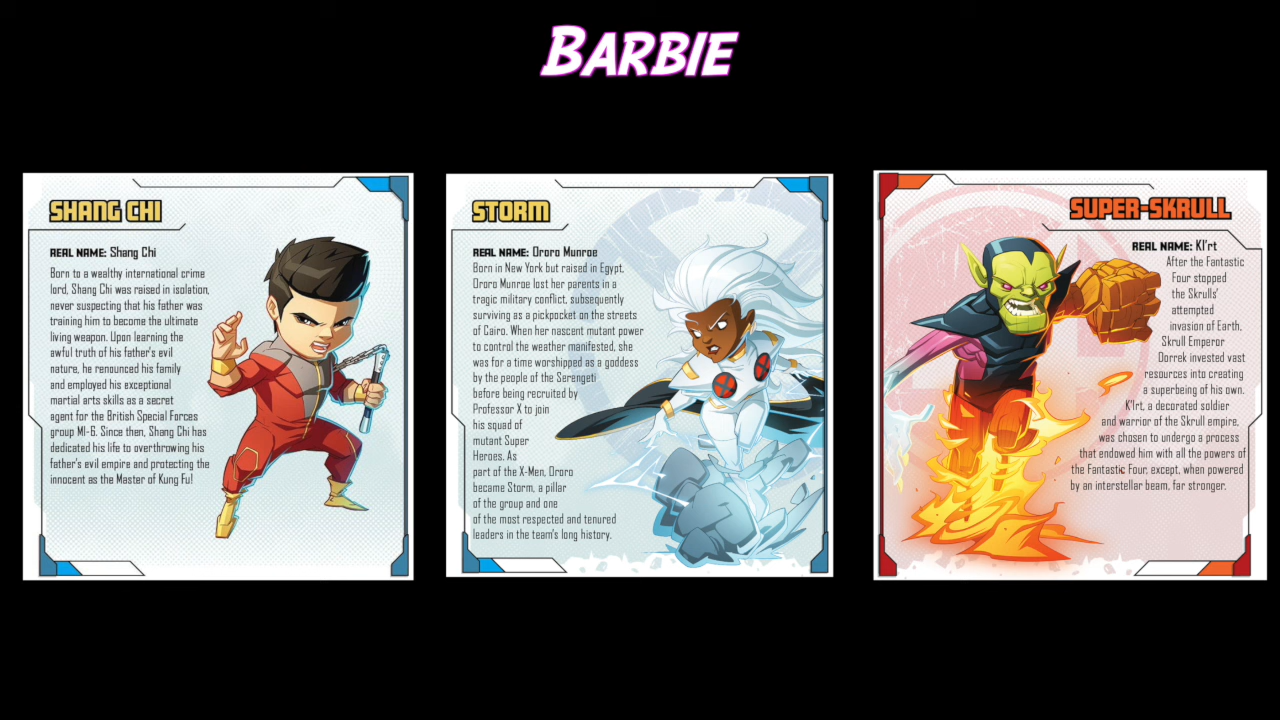 BARBIE
SHANG CHI
REAL NAME: Shang Chi
Born to a wealthy international crime
lord, Shang Chi was raised in isolation,
never suspecting that his father was
training him to become the ultimate
living weapon. Upon learning the
awful truth of his father's evil
nature, he renounced his family
and employed his exceptional
martial arts skills as a secret
agent for the British Special Forces
group MI-6. Since then, Shang Chi has
dedicated his life to overthrowing his
father's evil empire and protecting the
innocent as the Master of Kung Fu!
STORM
REAL NAME: Ororo Munroe
Born in New York but raised in Egypt,
Ororo Munroe lost her parents in a
tragic military conflict, subsequently
surviving as a pickpocket on the streets
of Cairo. When her nascent mutant power
to control the weather manifested, she
was for a time worshipped as a goddess
by the people of the Serengeti
before being recruited by
Professor X to join
his squad of
mutant Super
Heroes. As
part of the X-Men, Ororo
became Storm, a pillar
of the group and one
of the most respected and tenured
leaders in the team's long history.
SUPER-SKRULL
REAL NAME: Kl'rt
After the Fantastic
Four stopped
the Skrulls'
attempted
invasion of Earth,
Skrull Emperor
Dorrek invested vast
resources into creating
a superbeing of his own.
K'lrt, a decorated soldier
and warrior of the Skrull empire,
was chosen to undergo a process
that endowed him with all the powers of
the Fantastic Four, except, when powered
by an interstellar beam, far stronger.